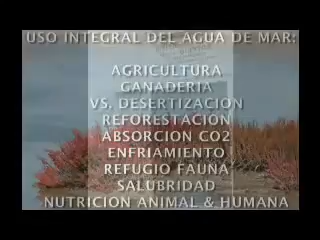 USO INTEGRAL DEL AGUA DE MAR:
AGRICULTURA
GANADERIA
VS. DESERTIZACION
REFORESTACION
ABSORCION CO2
ENFRIAMIENTO
REFUGIO FAUNA
SALUBRIDAD
NUTRICION ANIMAL & HUMANA